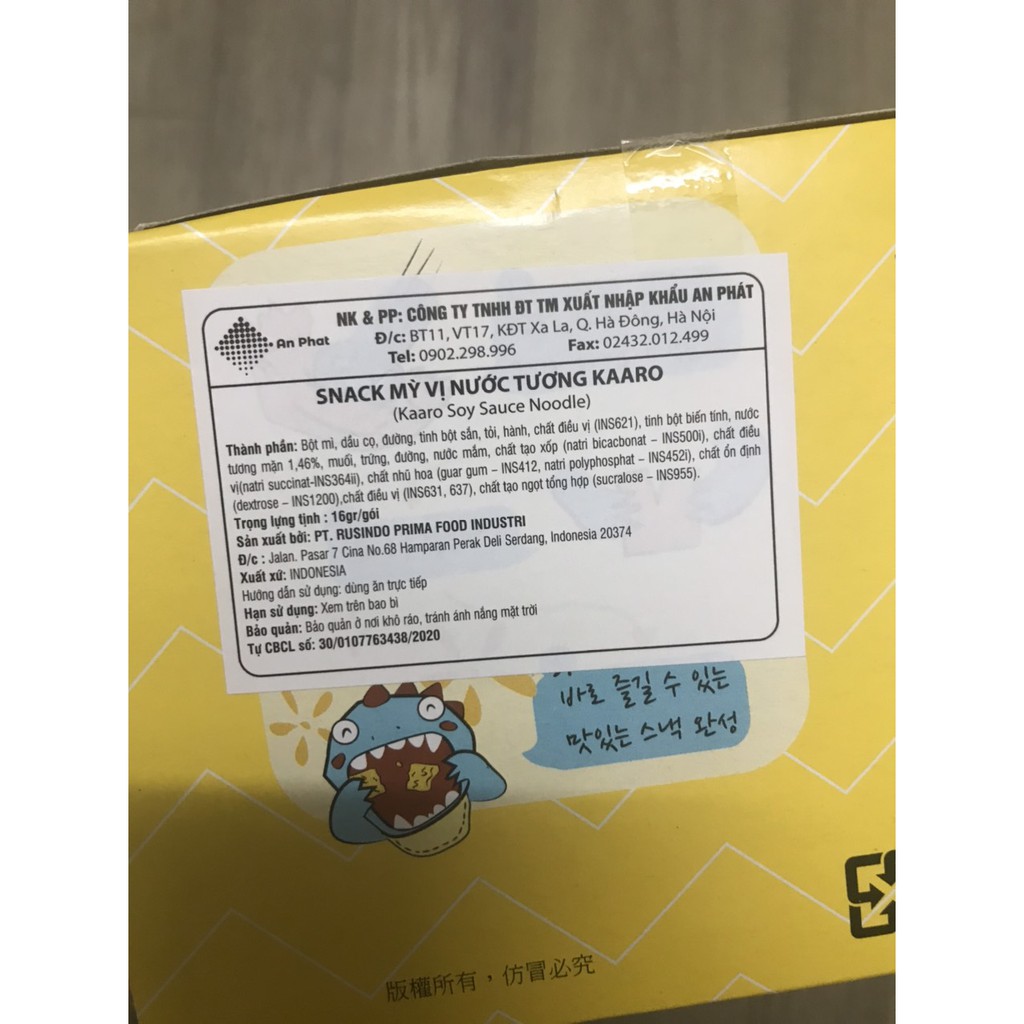 An Phat
NK & PP: CÔNG TY TNHH ĐT TM XUẤT NHẬP KHẨU AN PHÁT
Đ/c: BT11, VT17, KĐT Xa La, Q. Hà Đông, Hà Nội
Tel: 0902.298.996 Fax: 02432.012.499
SNACK MỲ VỊ NƯỚC TƯƠNG KAARO
(Kaaro Soy Sauce Noodle)
Thành phần: Bột mì, dầu cọ, đường, tinh bột sắn, tỏi, hành, chất điều vị (INS621), tinh bột biến tính, nước
tương mặn 1,46%, muối, trứng, đường, nước mắm, chất tạo xốp (natri bicacbonat – INS500i), chất điều
vị(natri succinat-INS364ii), chất nhũ hoa (guar gum – INS412, natri polyphosphat – INS452i), chất ổn định
(dextrose – INS1200),chất điều vị (INS631, 637), chất tạo ngọt tổng hợp (sucralose – INS955).
Trọng lượng tịnh : 16gr/gói
Sản xuất bởi: PT. RUSINDO PRIMA FOOD INDUSTRI
Đ/c : Jalan. Pasar 7 Cina No.68 Hamparan Perak Deli Serdang, Indonesia 20374
Xuất xứ: INDONESIA
Hướng dẫn sử dụng: dùng ăn trực tiếp
Hạn sử dụng: Xem trên bao bì
Bảo quản: Bảo quản ở nơi khô ráo, tránh ánh nắng mặt trời
Tự CBCL số: 30/0107763438/2020
바로 즐길 수 있는
맛있는 스낵 완성
版權所有，仿冒必究